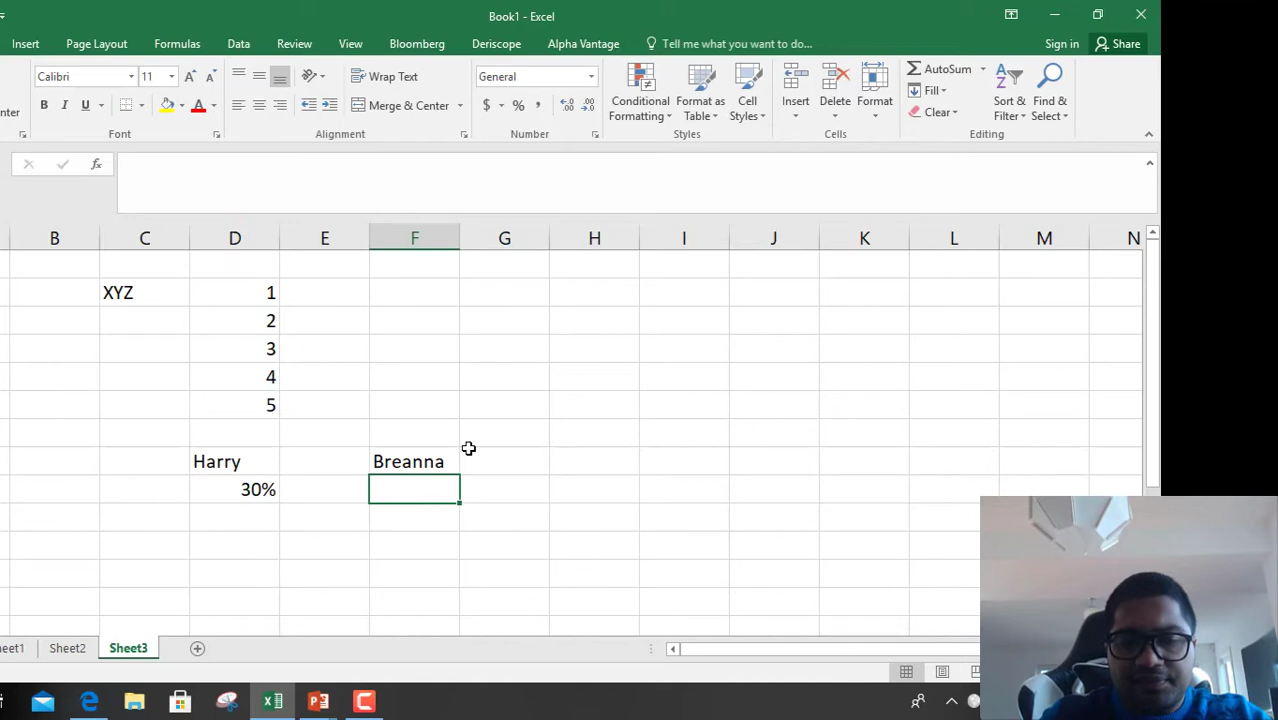 Book1 - Excel
Insert Page Layout Formulas Data Review View Bloomberg Deriscope Alpha Vantage Tell me what you want to do... Sign in Share
Calibri 11 Wrap Text General Conditional Formatting Format as Table Cell Styles Insert Delete Format AutoSum Fill Clear Sort & Filter Find & Select
B I U Merge & Center $ % ,
nter Font Alignment Number Styles Cells Editing
fx
B C D E F G H I J K L M N
XYZ 1
2
3
4
5
Harry Breanna
30%
eet1 Sheet2 Sheet3